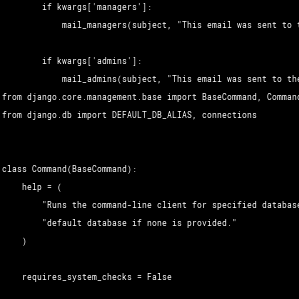 if kwargs['managers']:
mail_managers(subject, "This email was sent to t
if kwargs['admins']:
mail_admins(subject, "This email was sent to the
from django.core.management.base import BaseCommand, Command
from django.db import DEFAULT_DB_ALIAS, connections
class Command(BaseCommand):
help = (
"Runs the command-line client for specified database
"default database if none is provided."
)
requires_system_checks = False